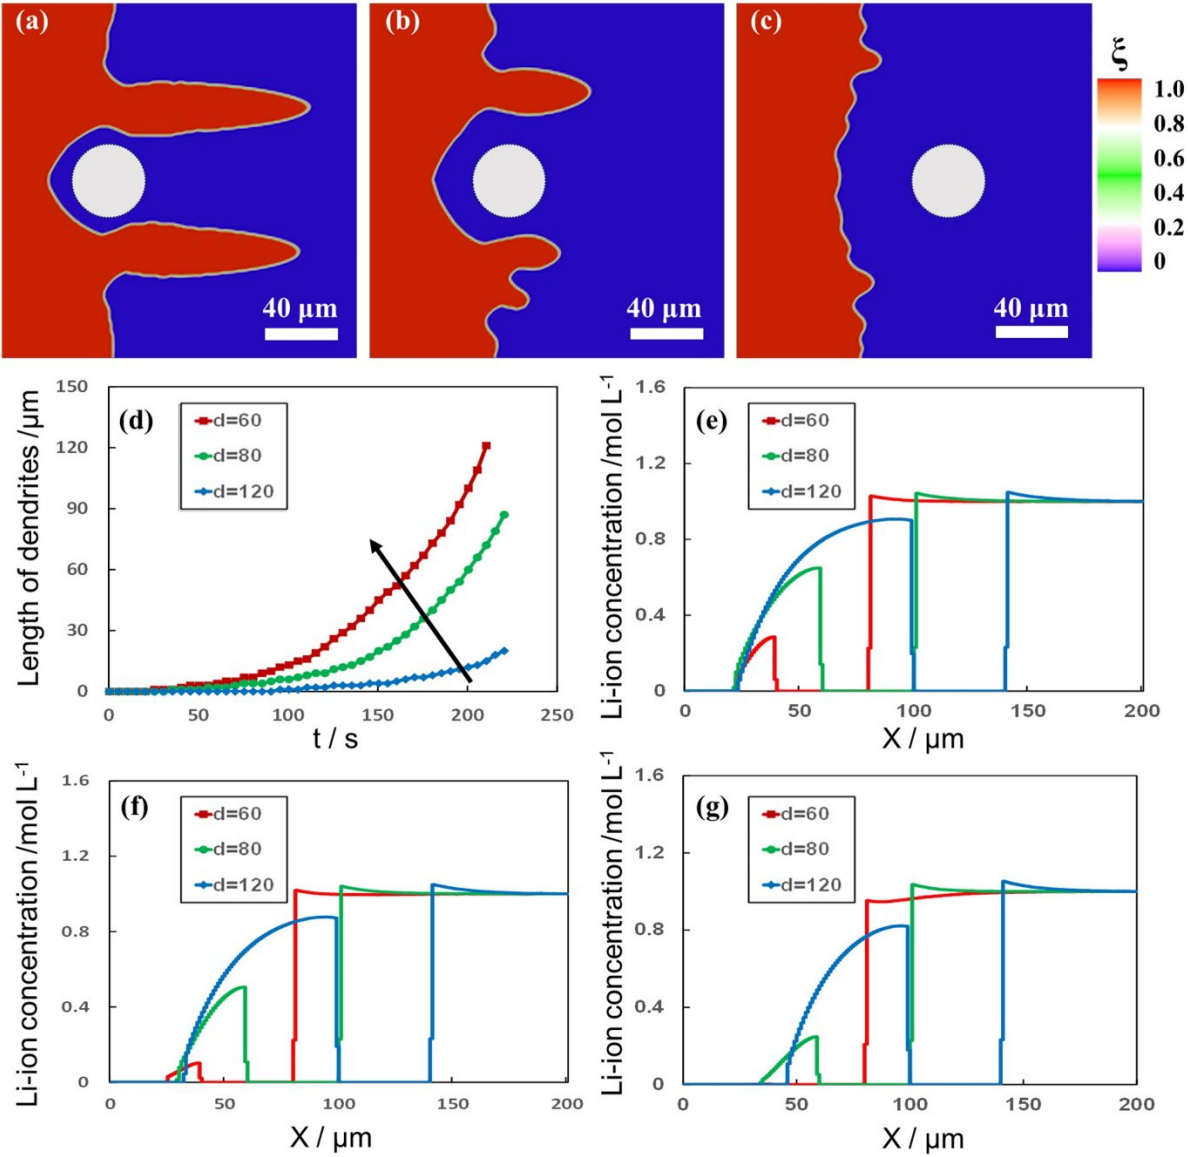 (a)
(b)
(c)
ξ
1.0
0.8
0.6
0.4
0.2
0
40 μm
40 μm
40 μm
(d)
Length of dendrites /μm
150
120
90
60
30
0
d=60
d=80
d=120
0 50 100 150 200 250
t / s
(e)
Li-ion concentration /mol L⁻¹
1.6
1.2
0.8
0.4
0
d=60
d=80
d=120
0 50 100 150 200
X / μm
(f)
Li-ion concentration /mol L⁻¹
1.6
1.2
0.8
0.4
0
d=60
d=80
d=120
0 50 100 150 200
X / μm
(g)
Li-ion concentration /mol L⁻¹
1.6
1.2
0.8
0.4
0
d=60
d=80
d=120
0 50 100 150 200
X / μm